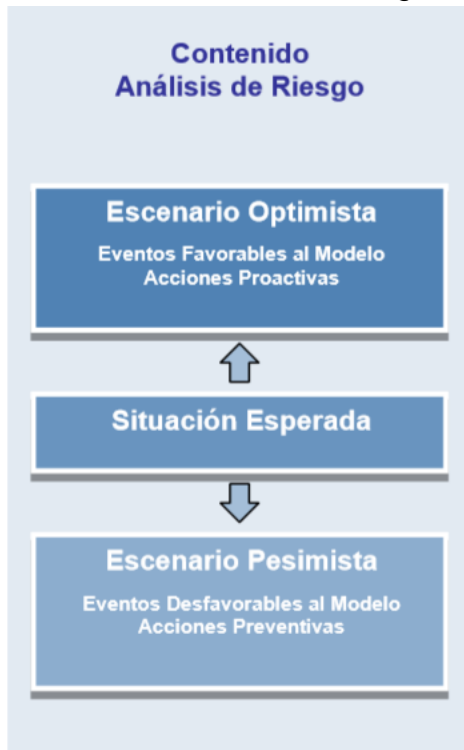 Contenido
Análisis de Riesgo
Escenario Optimista
Eventos Favorables al Modelo
Acciones Proactivas
Situación Esperada
Escenario Pesimista
Eventos Desfavorables al Modelo
Acciones Preventivas